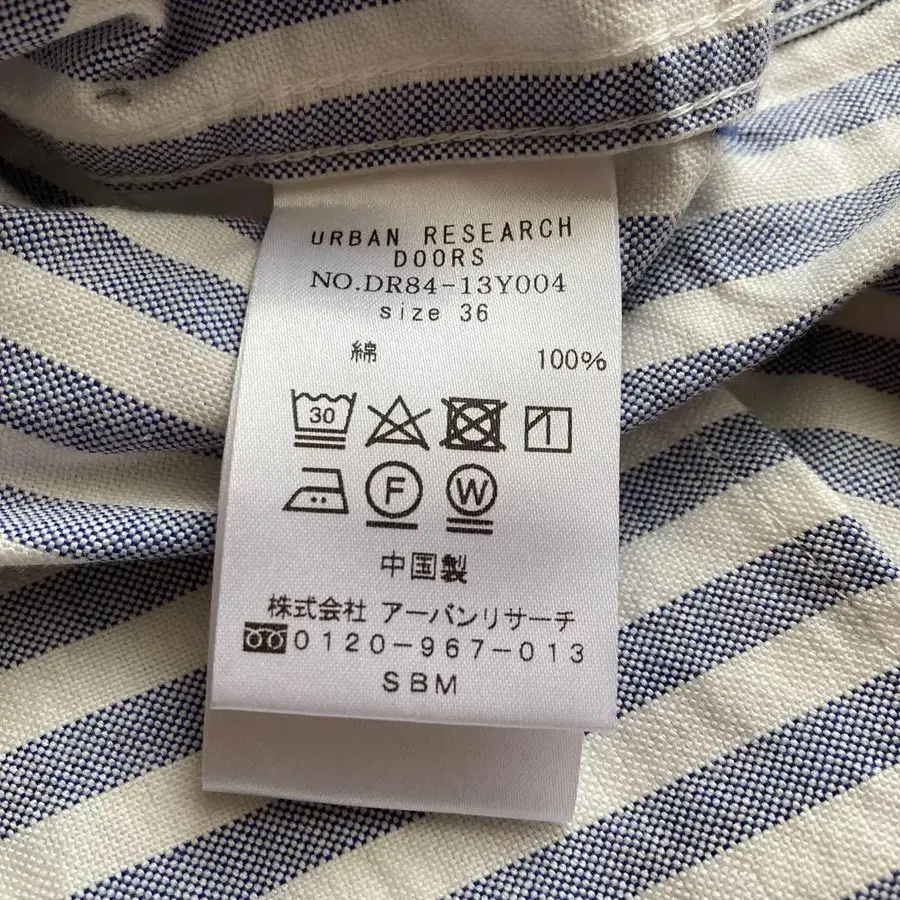 URBAN RESEARCH
DOORS
NO.DR84-13Y004
size 36
綿 100%
30
F W
中国製
株式会社 アーバンリサーチ
0120-967-013
SBM